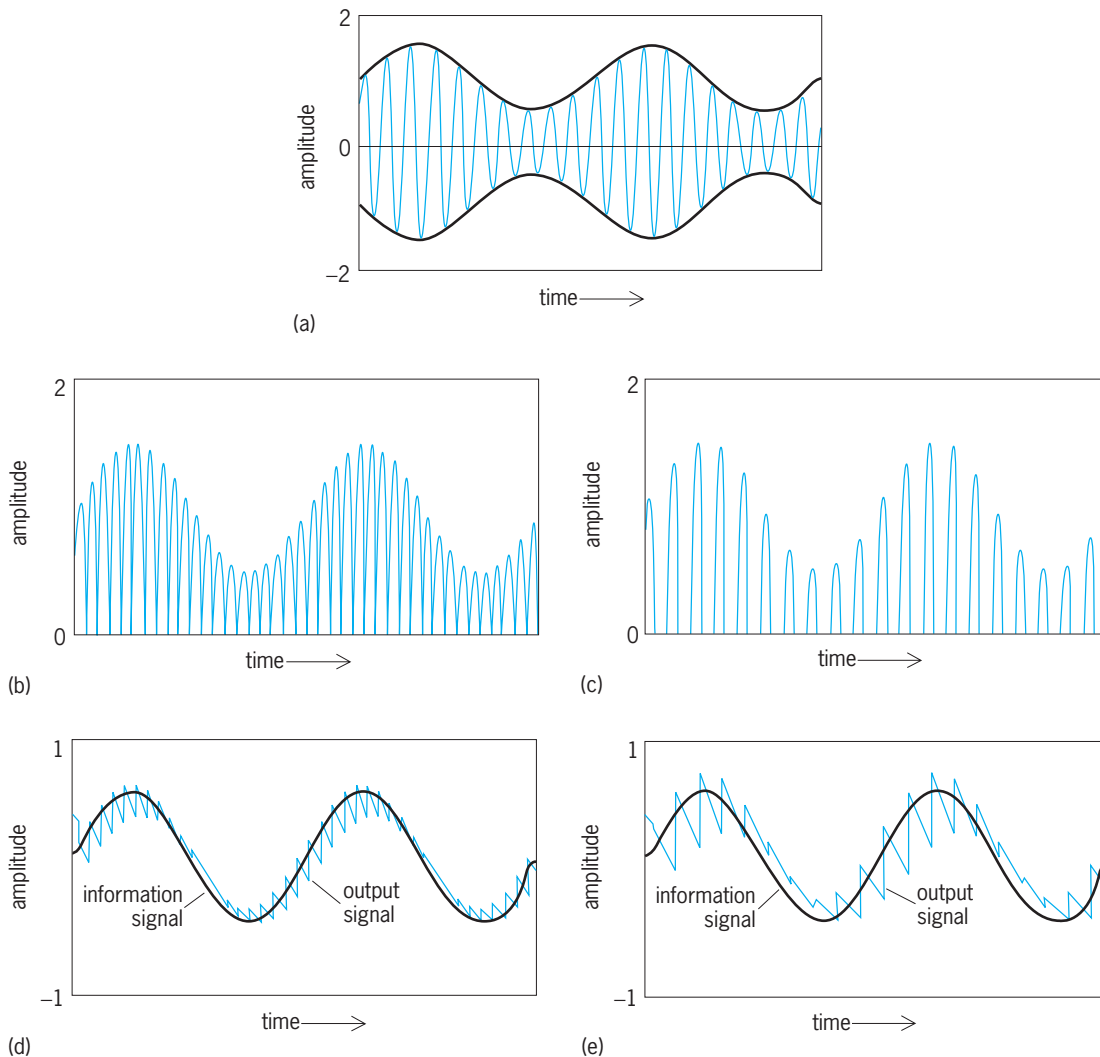 2
amplitude
0
−2
time
(a)
2
amplitude
0
time
(b)
2
amplitude
0
time
(c)
1
amplitude
information
signal
output
signal
−1
time
(d)
1
amplitude
information
signal
output
signal
−1
time
(e)